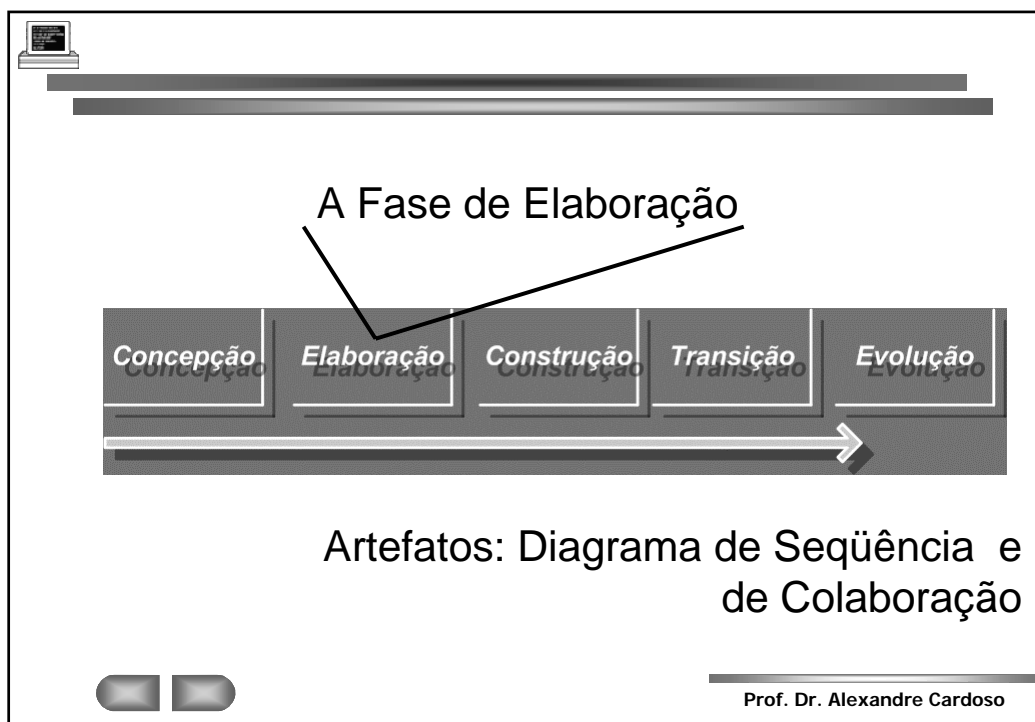 A Fase de Elaboração
Concepção Elaboração Construção Transição Evolução
Artefatos: Diagrama de Seqüência e
de Colaboração
Prof. Dr. Alexandre Cardoso